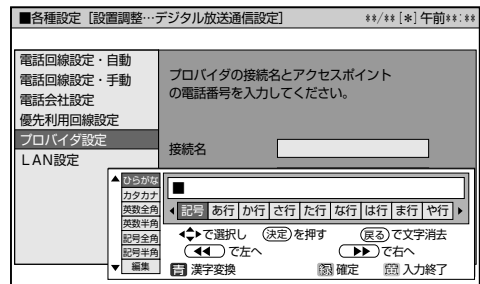 ■各種設定［設置調整…デジタル放送通信設定］ **/**[*]午前**:**
電話回線設定・自動
電話回線設定・手動
電話会社設定
優先利用回線設定
プロバイダ設定
LAN設定
プロバイダの接続名とアクセスポイント
の電話番号を入力してください。
接続名
▲ ひらがな
カタカナ
英数全角
英数半角
記号全角
記号半角
▼ 編集
■
◀ 記号 あ行 か行 さ行 た行 な行 は行 ま行 や行 ▶
で選択し 決定を押す 戻るで文字消去
◀◀で左へ ▶▶で右へ
青 漢字変換 緑 確定 黄 入力終了